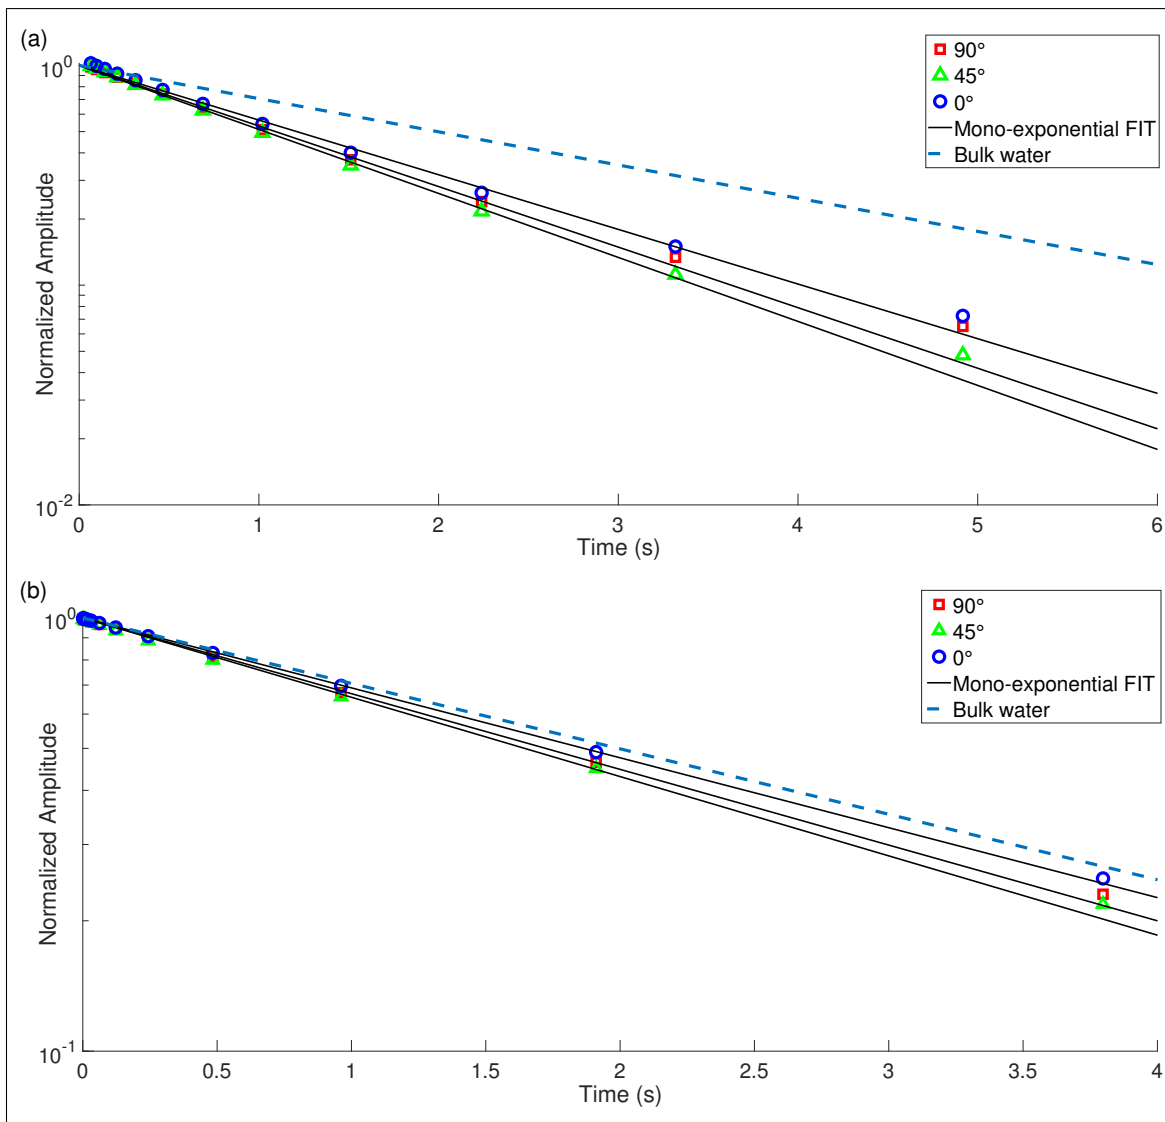 (a)
10^0
10^-2
Normalized Amplitude
0 1 2 3 4 5 6
Time (s)
90°
45°
0°
Mono-exponential FIT
Bulk water
(b)
10^0
10^-1
Normalized Amplitude
0 0.5 1 1.5 2 2.5 3 3.5 4
Time (s)
90°
45°
0°
Mono-exponential FIT
Bulk water